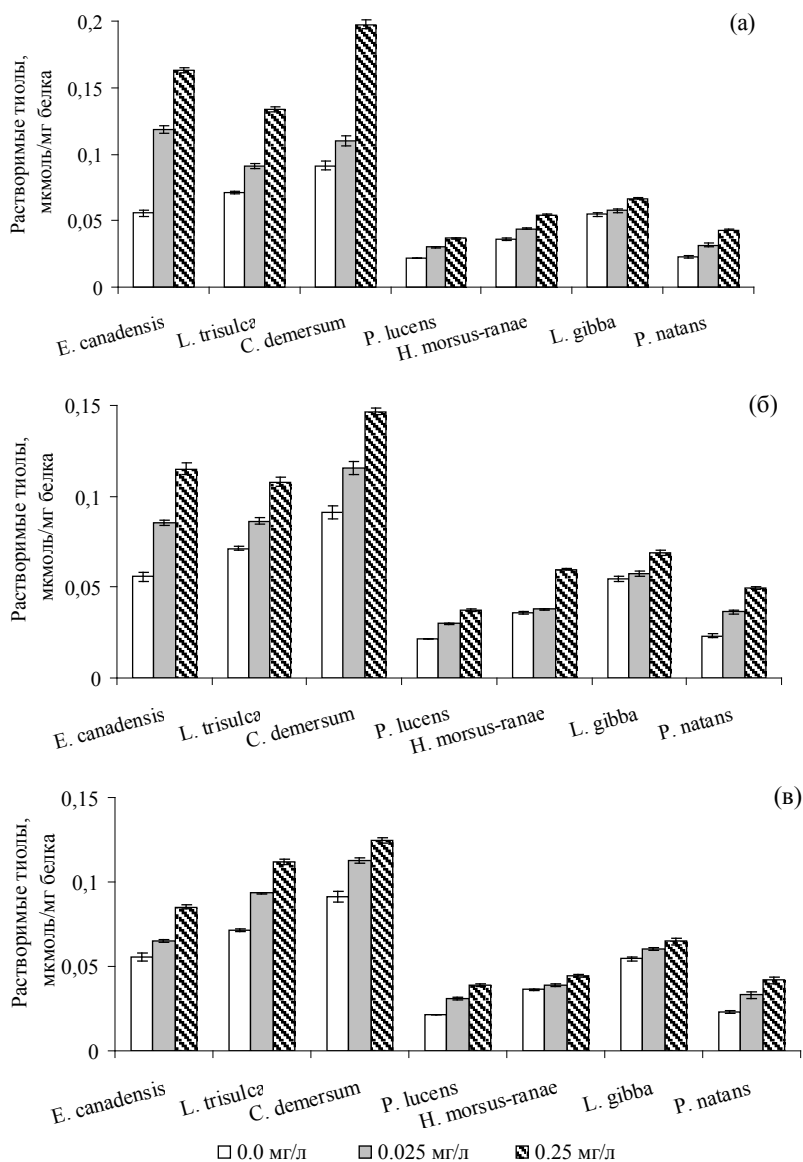 (а)
Растворимые тиолы,
мкмоль/мг белка
0,2
0,15
0,1
0,05
0
E. canadensis
L. trisulca
C. demersum
P. lucens
H. morsus-ranae
L. gibba
P. natans
(б)
Растворимые тиолы,
мкмоль/мг белка
0,15
0,1
0,05
0
E. canadensis
L. trisulca
C. demersum
P. lucens
H. morsus-ranae
L. gibba
P. natans
(в)
Растворимые тиолы,
мкмоль/мг белка
0,15
0,1
0,05
0
E. canadensis
L. trisulca
C. demersum
P. lucens
H. morsus-ranae
L. gibba
P. natans
0.0 мг/л 0.025 мг/л 0.25 мг/л